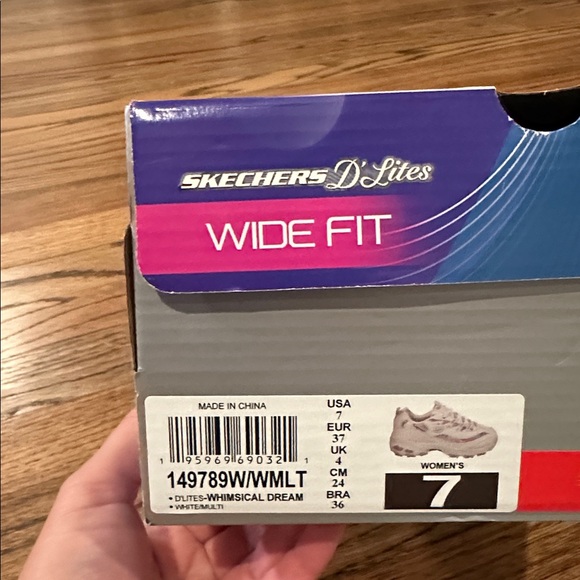 SKECHERS D'Lites
WIDE FIT
MADE IN CHINA
1 95969 69032 1
149789W/WMLT
• D'LITES-WHIMSICAL DREAM
• WHITE/MULTI
USA
7
EUR
37
UK
4
CM
24
BRA
36
WOMEN'S
7